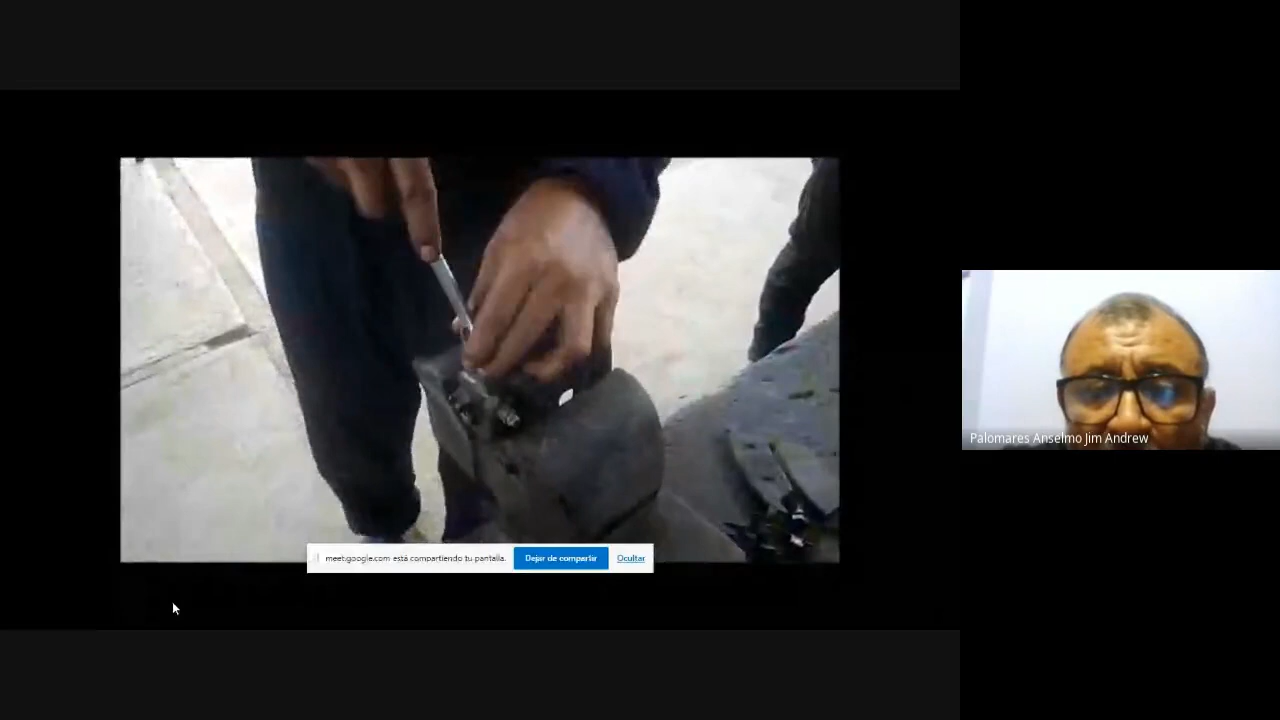 meet.google.com está compartiendo tu pantalla.
Dejar de compartir
Ocultar
Palomares Anselmo Jim Andrew